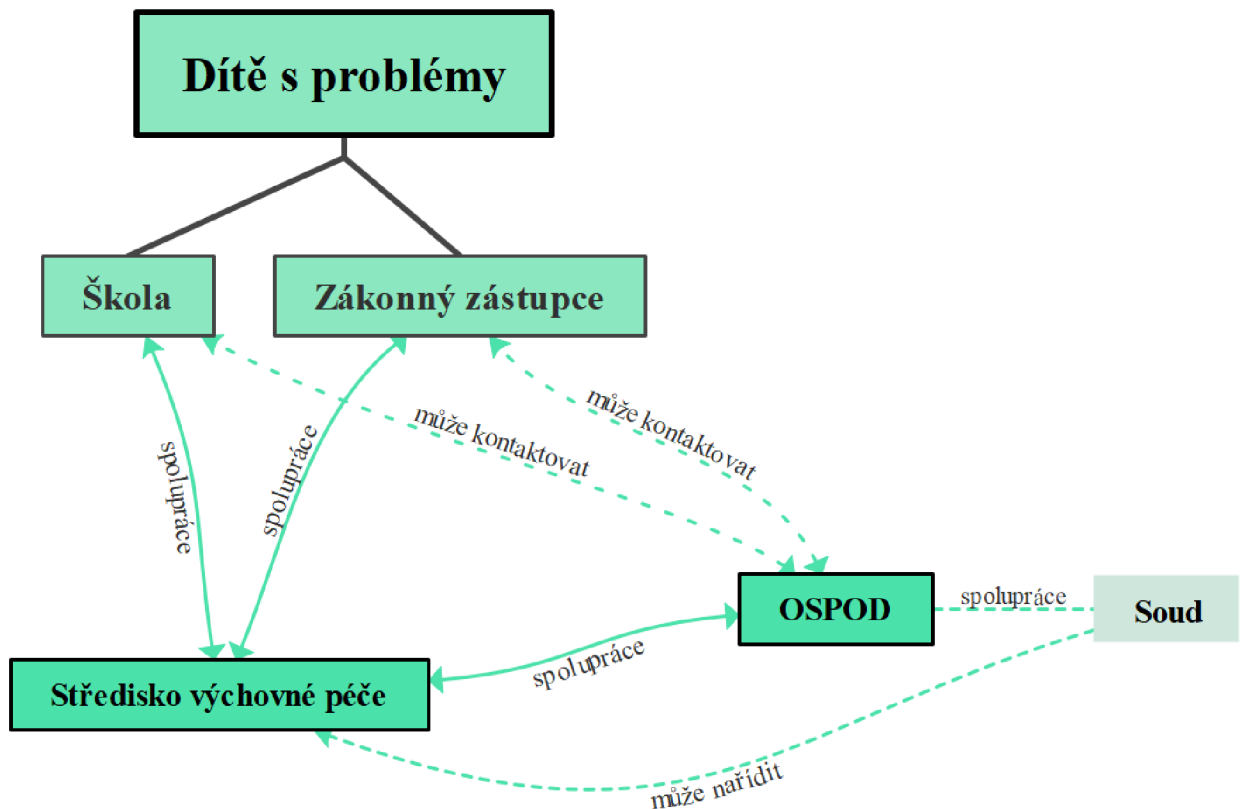 Dítě s problémy
Škola
Zákonný zástupce
může kontaktovat
může kontaktovat
spolupráce
spolupráce
OSPOD
spolupráce
Soud
spolupráce
Středisko výchovné péče
může nařídit